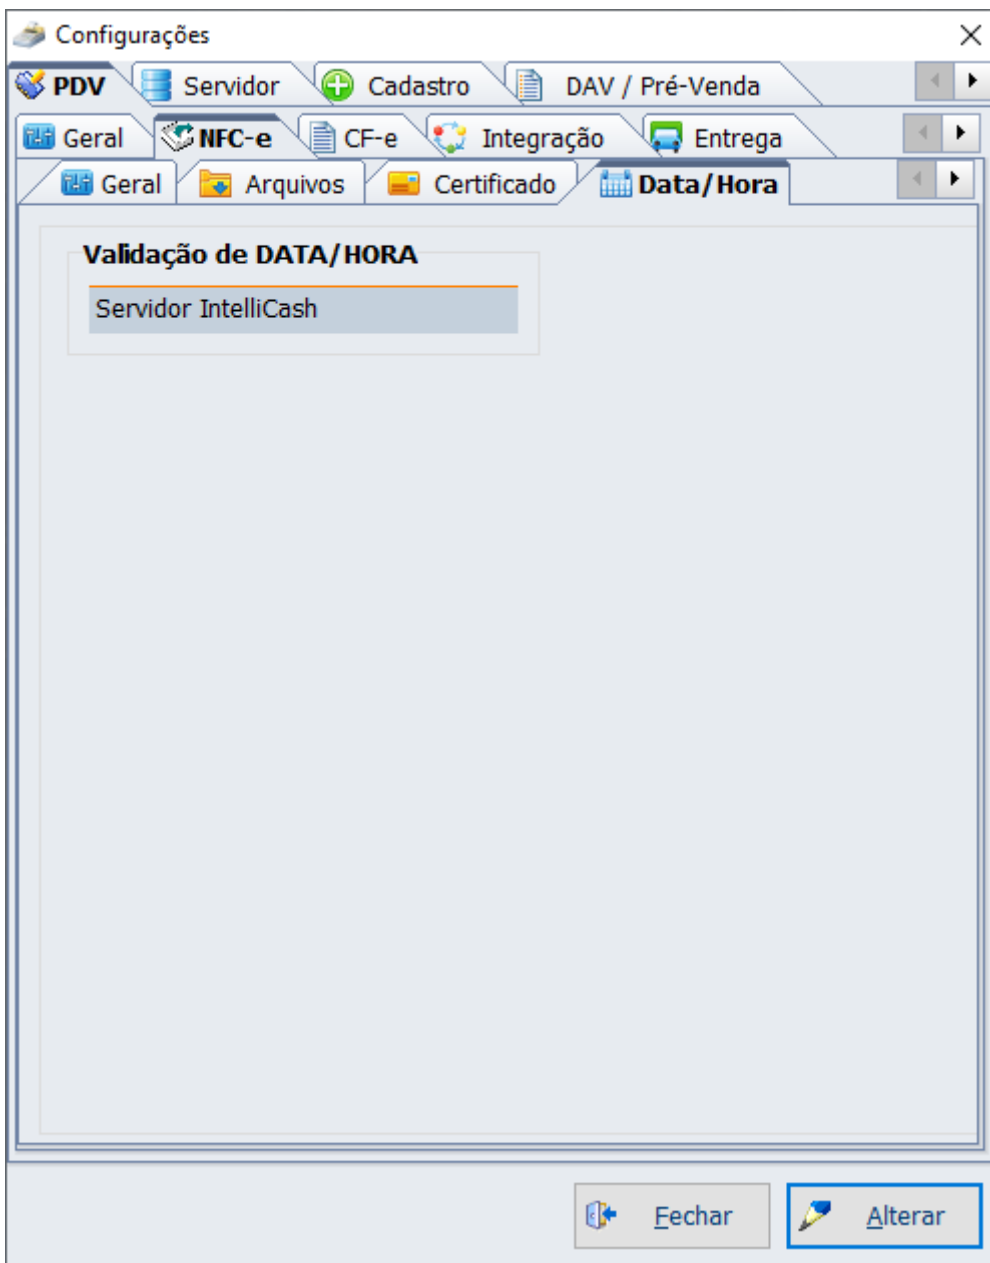 Configurações
PDV Servidor Cadastro DAV / Pré-Venda
Geral NFC-e CF-e Integração Entrega
Geral Arquivos Certificado Data/Hora
Validação de DATA/HORA
Servidor IntelliCash
Fechar Alterar